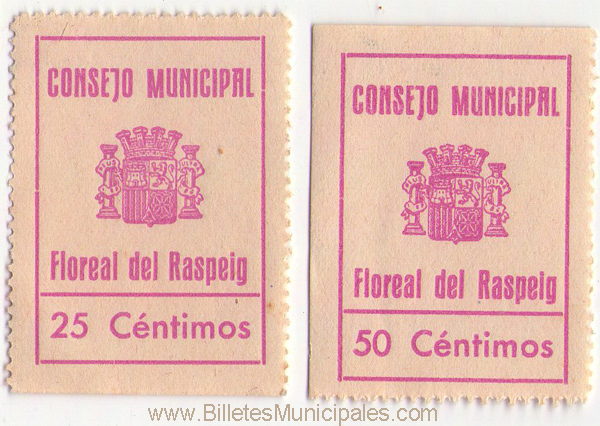 CONSEJO MUNICIPAL
Floreal del Raspeig
25 Céntimos
CONSEJO MUNICIPAL
Floreal del Raspeig
50 Céntimos
www.BilletesMunicipales.com